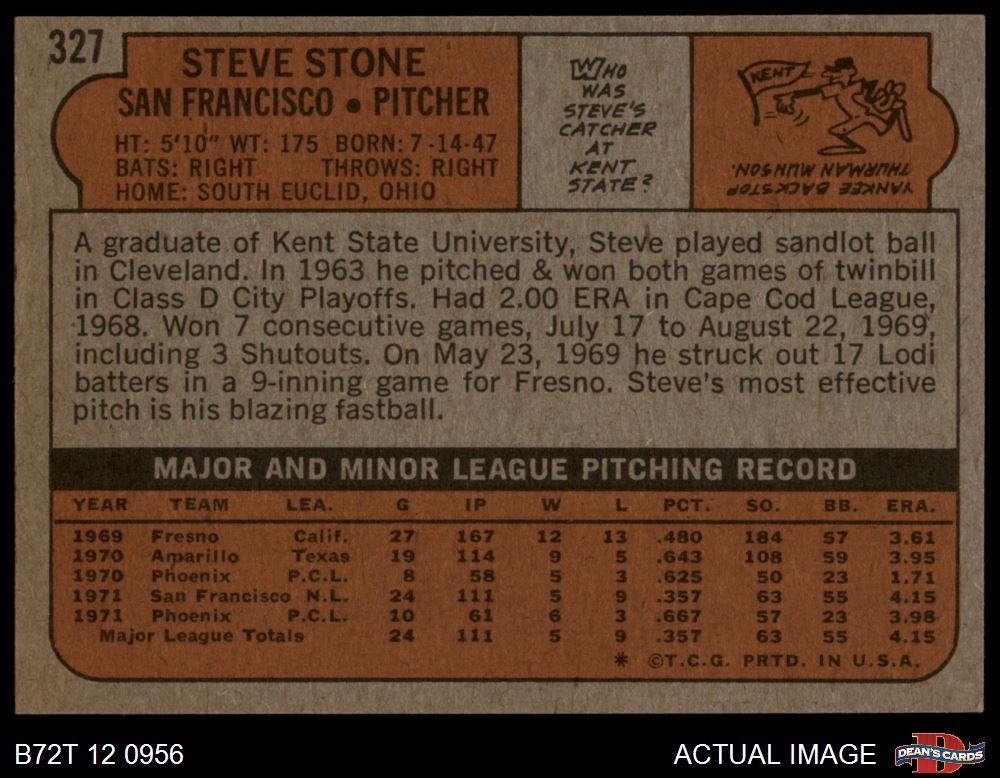 327
STEVE STONE
SAN FRANCISCO • PITCHER
HT: 5'10" WT: 175 BORN: 7-14-47
BATS: RIGHT THROWS: RIGHT
HOME: SOUTH EUCLID, OHIO
WHO
WAS
STEVE'S
CATCHER
AT
KENT
STATE?
KENT
YANKEE BACKSTOP
THURMAN MUNSON.
A graduate of Kent State University, Steve played sandlot ball
in Cleveland. In 1963 he pitched & won both games of twinbill
in Class D City Playoffs. Had 2.00 ERA in Cape Cod League,
1968. Won 7 consecutive games, July 17 to August 22, 1969,
including 3 Shutouts. On May 23, 1969 he struck out 17 Lodi
batters in a 9-inning game for Fresno. Steve's most effective
pitch is his blazing fastball.
MAJOR AND MINOR LEAGUE PITCHING RECORD
YEAR TEAM LEA. G IP W L PCT. SO. BB. ERA.
1969 Fresno Calif. 27 167 12 13 .480 184 57 3.61
1970 Amarillo Texas 19 114 9 5 .643 108 59 3.95
1970 Phoenix P.C.L. 8 58 5 3 .625 50 23 1.71
1971 San Francisco N.L. 24 111 5 9 .357 63 55 4.15
1971 Phoenix P.C.L. 10 61 6 3 .667 57 23 3.98
Major League Totals 24 111 5 9 .357 63 55 4.15
* ©T.C.G. PRTD. IN U.S.A.
B72T 12 0956
ACTUAL IMAGE
D
DEAN'S CARDS